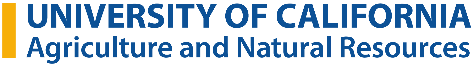 UNIVERSITY OF CALIFORNIA
Agriculture and Natural Resources